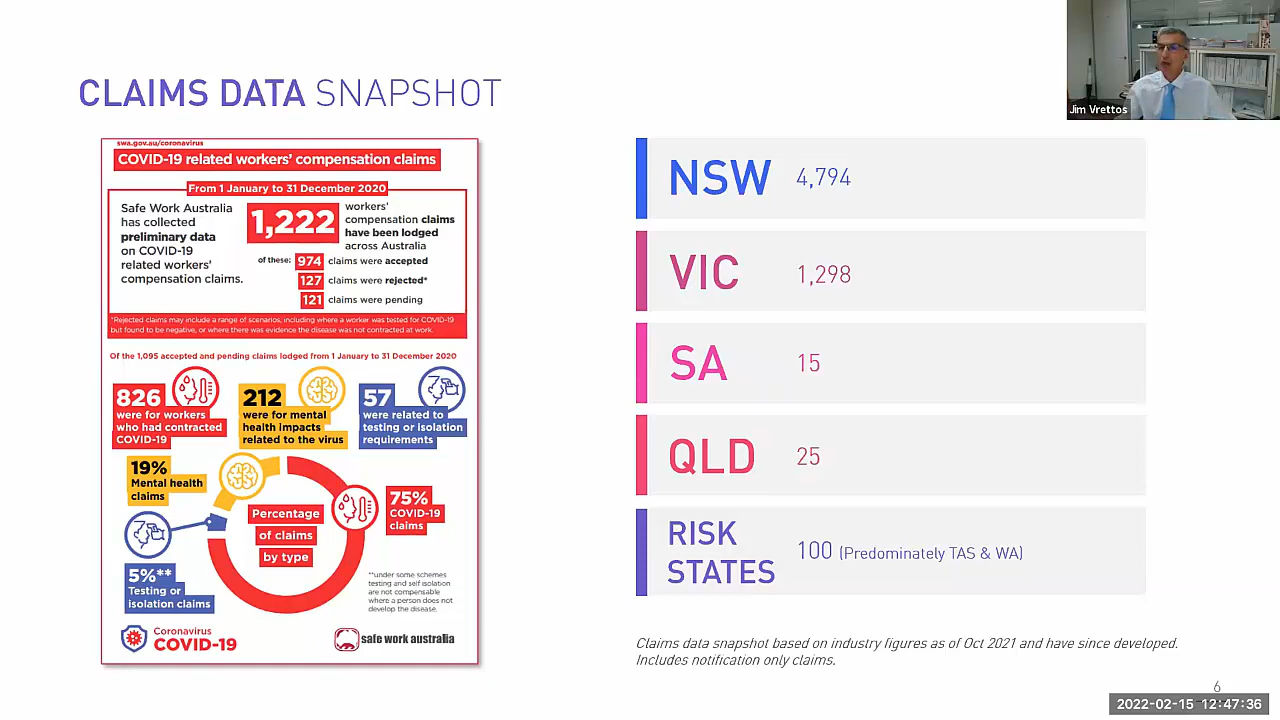 CLAIMS DATA SNAPSHOT
Jim Vrettos
swa.gov.au/coronavirus
COVID-19 related workers' compensation claims
From 1 January to 31 December 2020
Safe Work Australia
has collected
preliminary data
on COVID-19
related workers'
compensation claims.
1,222
workers'
compensation claims
have been lodged
across Australia
of these: 974 claims were accepted
127 claims were rejected*
121 claims were pending
*Rejected claims may include a range of scenarios, including where a worker was tested for COVID-19
but found to be negative, or where there was evidence the disease was not contracted at work.
Of the 1,095 accepted and pending claims lodged from 1 January to 31 December 2020
826
were for workers
who had contracted
COVID-19
212
were for mental
health impacts
related to the virus
57
were related to
testing or isolation
requirements
19%
Mental health
claims
Percentage
of claims
by type
75%
COVID-19
claims
5%**
Testing or
isolation claims
**under some schemes
testing and self isolation
are not compensable
where a person does not
develop the disease.
Coronavirus
COVID-19
safe work australia
NSW 4,794
VIC 1,298
SA 15
QLD 25
RISK
STATES
100 (Predominately TAS & WA)
Claims data snapshot based on industry figures as of Oct 2021 and have since developed.
Includes notification only claims.
6
2022-02-15 12:47:36